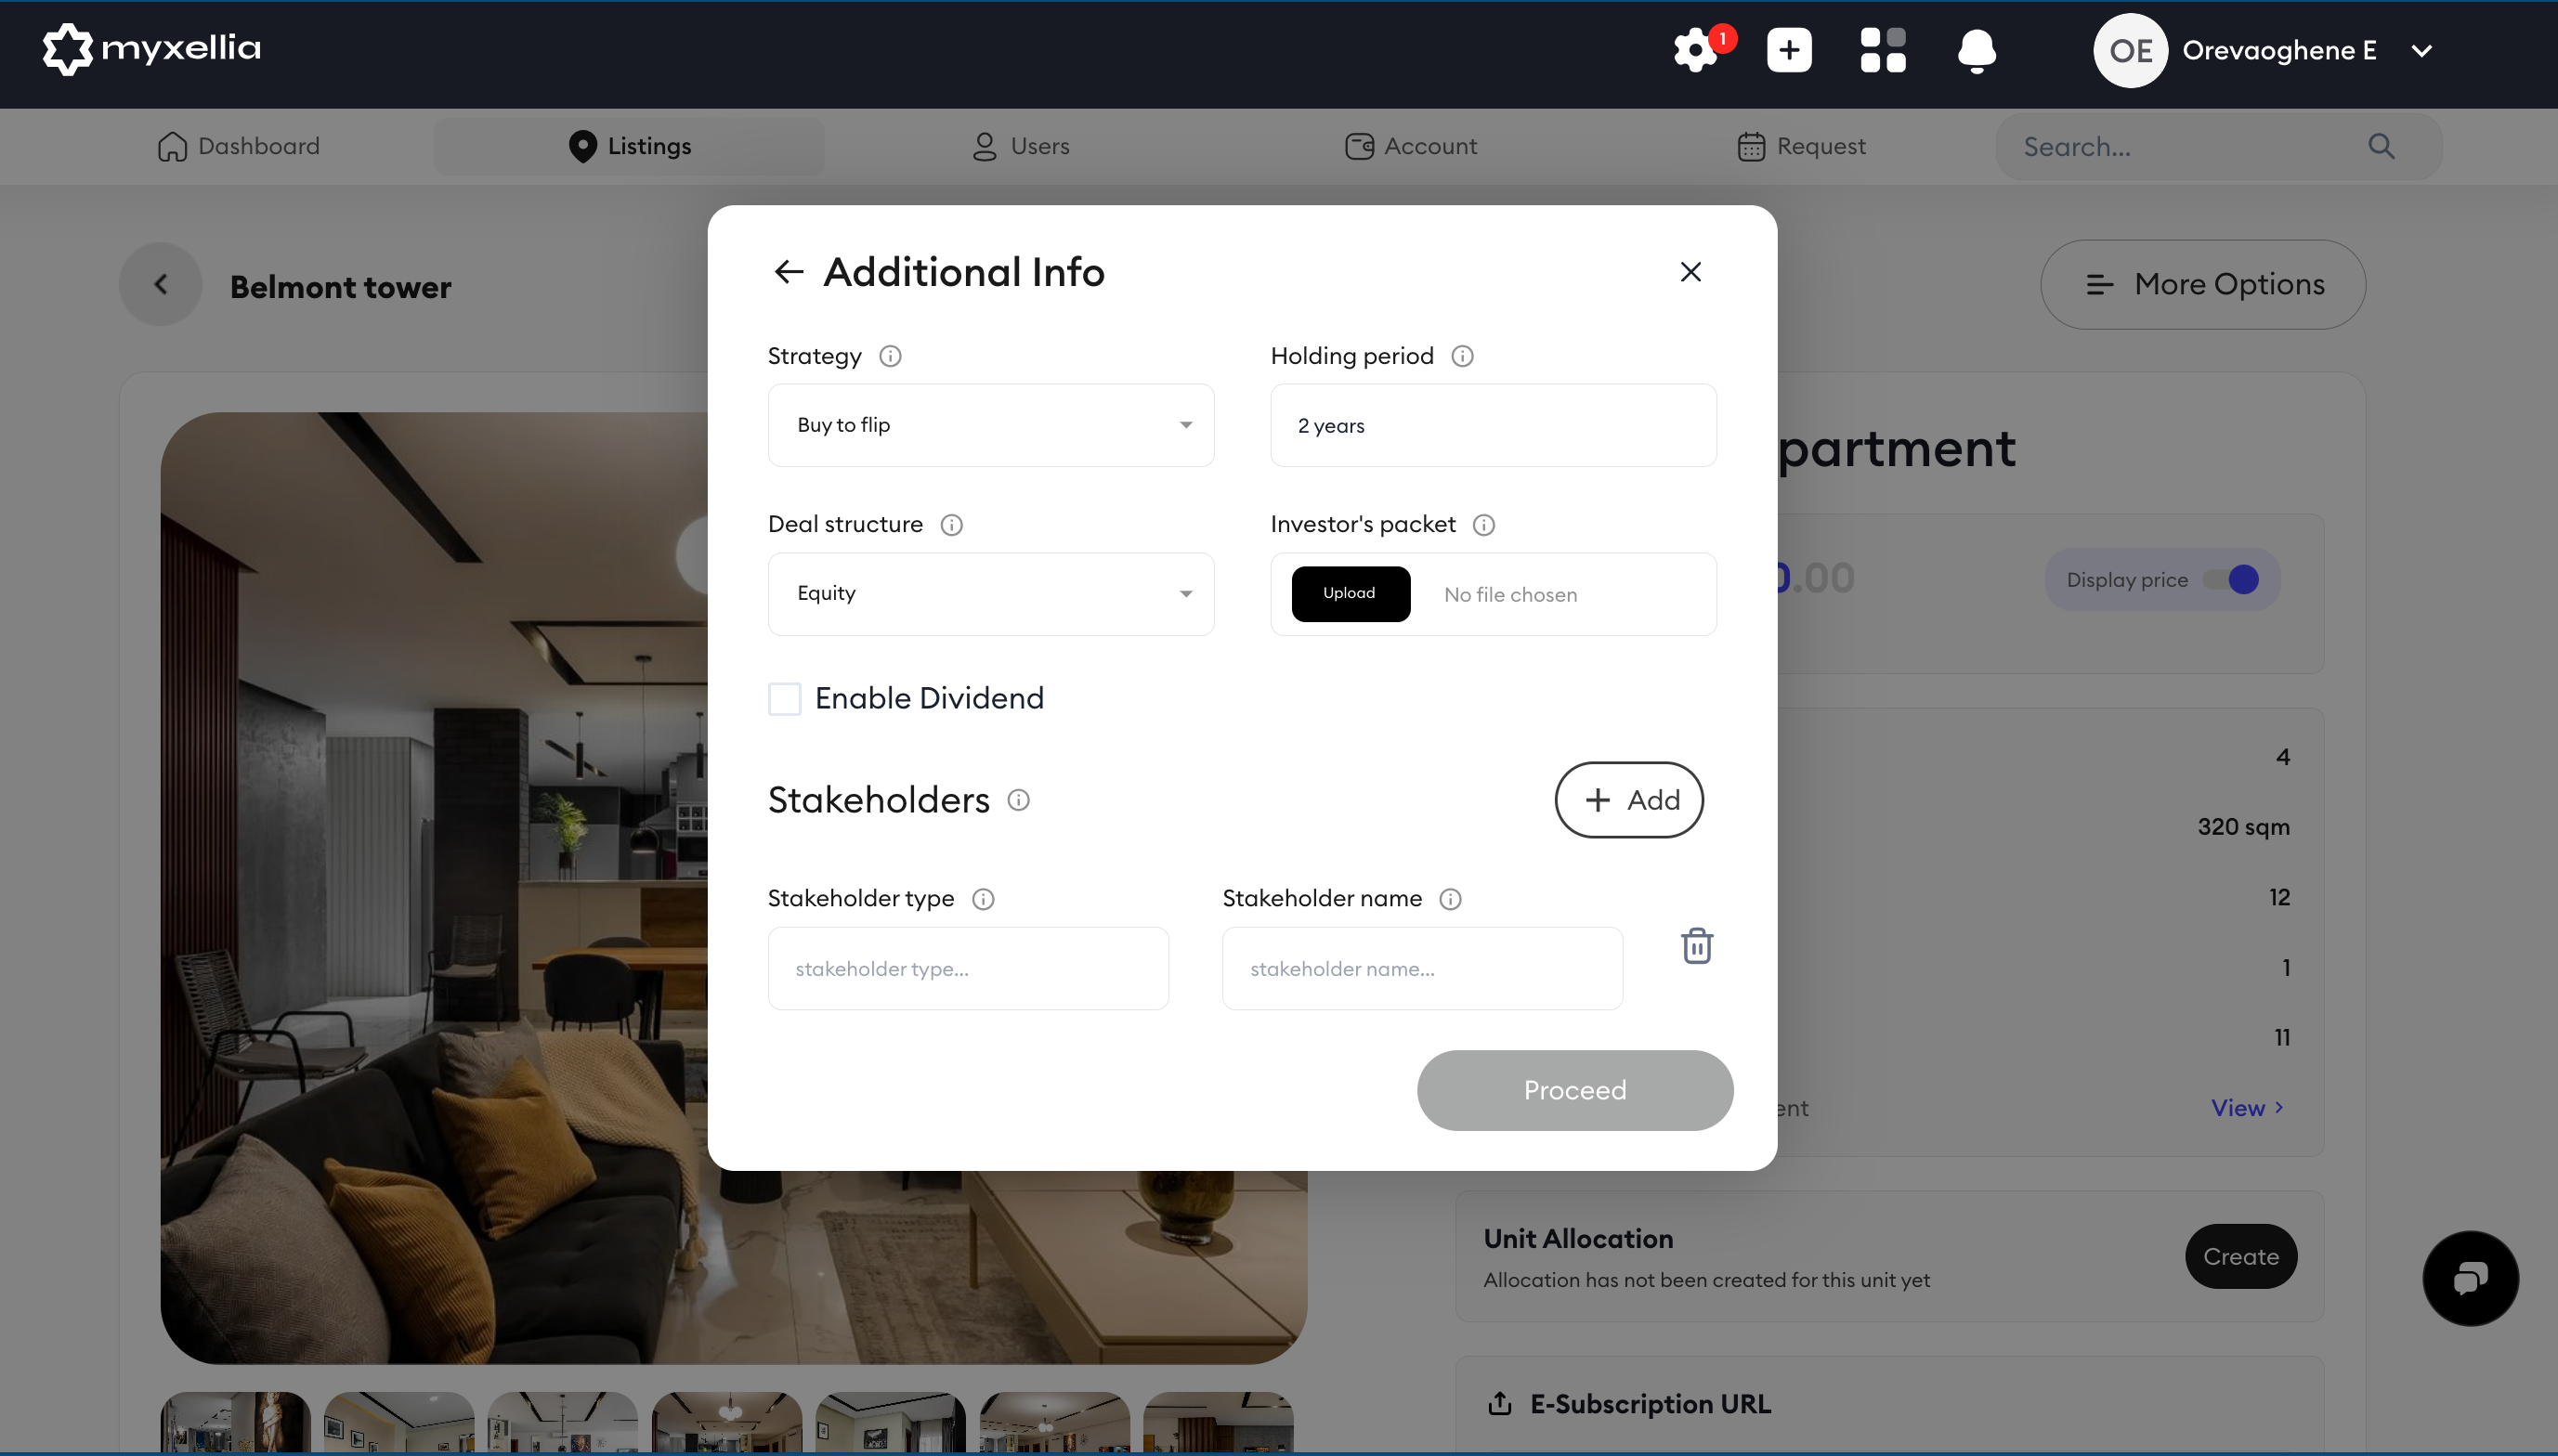 myxellia
1
OE
Orevaoghene E
Dashboard
Listings
Users
Account
Request
Search...
Belmont tower
More Options
Additional Info
Strategy
Holding period
Buy to flip
2 years
Deal structure
Investor's packet
Equity
Upload
No file chosen
Enable Dividend
Stakeholders
+ Add
Stakeholder type
Stakeholder name
stakeholder type...
stakeholder name...
Proceed
partment
.00
Display price
4
320 sqm
12
1
11
ent
View >
Unit Allocation
Allocation has not been created for this unit yet
Create
E-Subscription URL